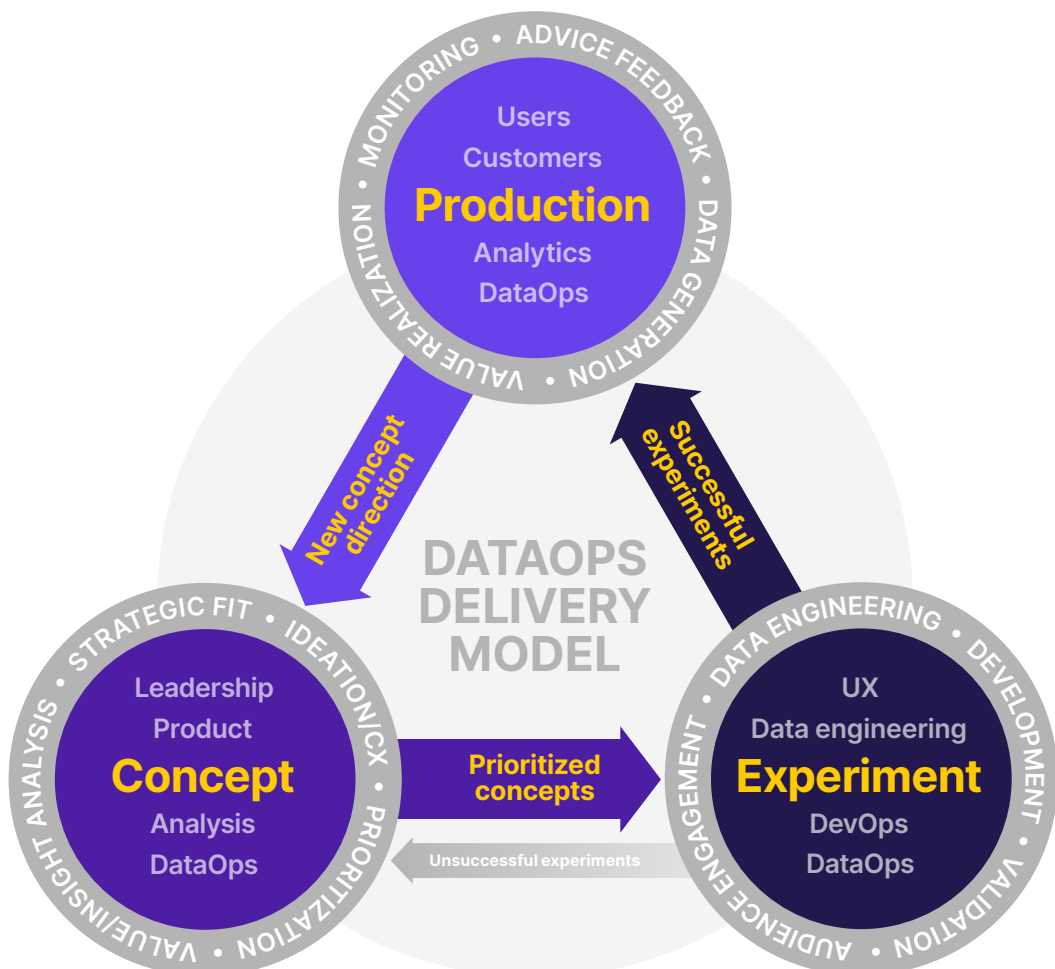 MONITORING • ADVICE FEEDBACK • DATA GENERATION • VALUE REALIZATION •
Users
Customers
Production
Analytics
DataOps
New concept
direction
Successful
experiments
DATAOPS
DELIVERY
MODEL
STRATEGIC FIT • IDEATION/CX • PRIORITIZATION • VALUE/INSIGHT ANALYSIS •
Leadership
Product
Concept
Analysis
DataOps
Prioritized
concepts
Unsuccessful experiments
DATA ENGINEERING • DEVELOPMENT • VALIDATION • AUDIENCE ENGAGEMENT •
UX
Data engineering
Experiment
DevOps
DataOps